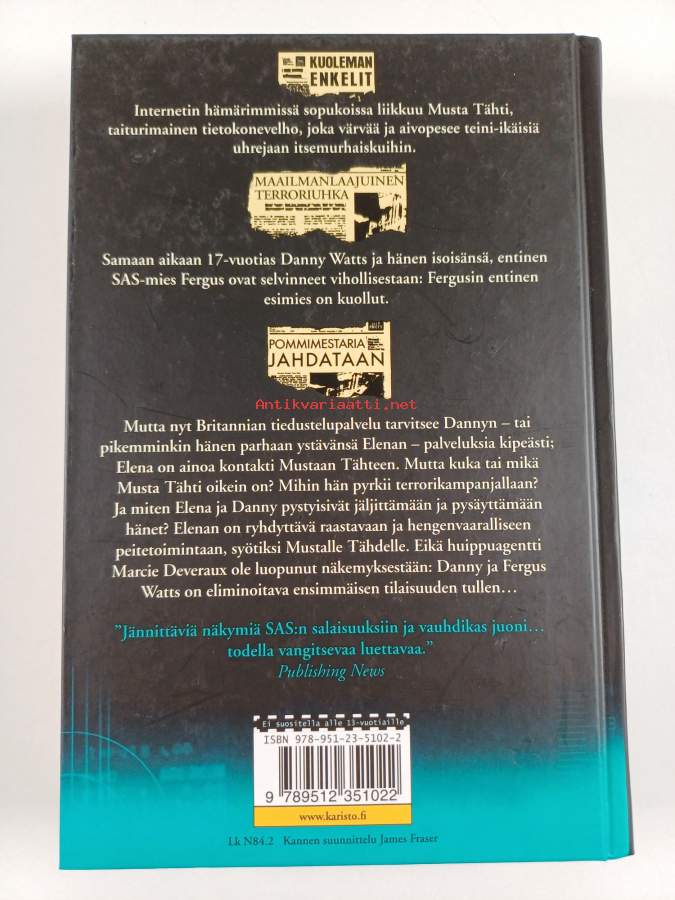 KUOLEMAN
ENKELIT
Internetin hämärimmissä sopukoissa liikkuu Musta Tähti,
taiturimainen tietokonevelho, joka värvää ja aivopesee teini-ikäisiä
uhrejaan itsemurhaiskuihin.
MAAILMANLAAJUINEN
TERRORIUHKA
Samaan aikaan 17-vuotias Danny Watts ja hänen isoisänsä, entinen
SAS-mies Fergus ovat selvinneet vihollisestaan: Fergusin entinen
esimies on kuollut.
POMMIMESTARIA
JAHDATAAN
Antikvariaatti.net
Mutta nyt Britannian tiedustelupalvelu tarvitsee Dannyn – tai
pikemminkin hänen parhaan ystävänsä Elenan – palveluksia kipeästi;
Elena on ainoa kontakti Mustaan Tähteen. Mutta kuka tai mikä
Musta Tähti oikein on? Mihin hän pyrkii terrorikampanjallaan?
Ja miten Elena ja Danny pystyisivät jäljittämään ja pysäyttämään
hänet? Elenan on ryhdyttävä raastavaan ja hengenvaaralliseen
peitetoimintaan, syötiksi Mustalle Tähdelle. Eikä huippuagentti
Marcie Deveraux ole luopunut näkemyksestään: Danny ja Fergus
Watts on eliminoitava ensimmäisen tilaisuuden tullen…
”Jännittäviä näkymiä SAS:n salaisuuksiin ja vauhdikas juoni…
todella vangitsevaa luettavaa.”
Publishing News
Ei suositella alle 13-vuotiaille
ISBN 978-951-23-5102-2
9 789512 351022
www.karisto.fi
Lk N84.2 Kannen suunnittelu James Fraser